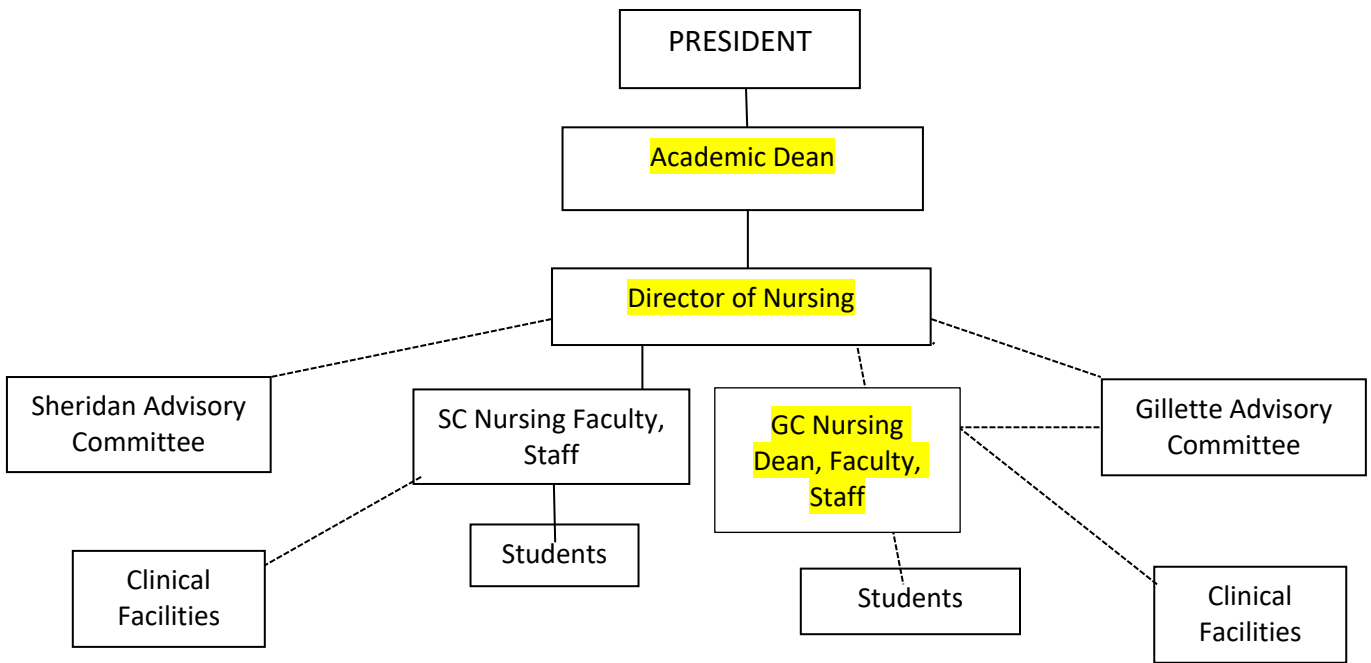 PRESIDENT
Academic Dean
Director of Nursing
Sheridan Advisory
Committee
SC Nursing Faculty,
Staff
GC Nursing
Dean, Faculty,
Staff
Gillette Advisory
Committee
Clinical
Facilities
Students
Students
Clinical
Facilities